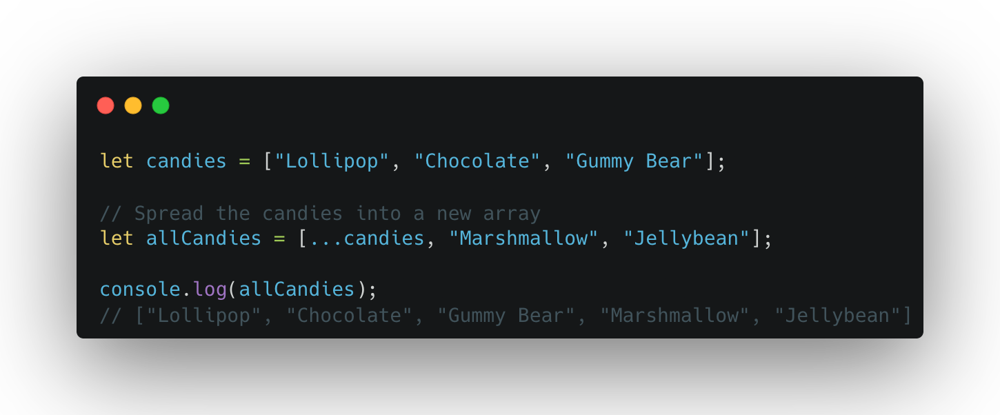 let candies = ["Lollipop", "Chocolate", "Gummy Bear"];
// Spread the candies into a new array
let allCandies = [...candies, "Marshmallow", "Jellybean"];
console.log(allCandies);
// ["Lollipop", "Chocolate", "Gummy Bear", "Marshmallow", "Jellybean"]